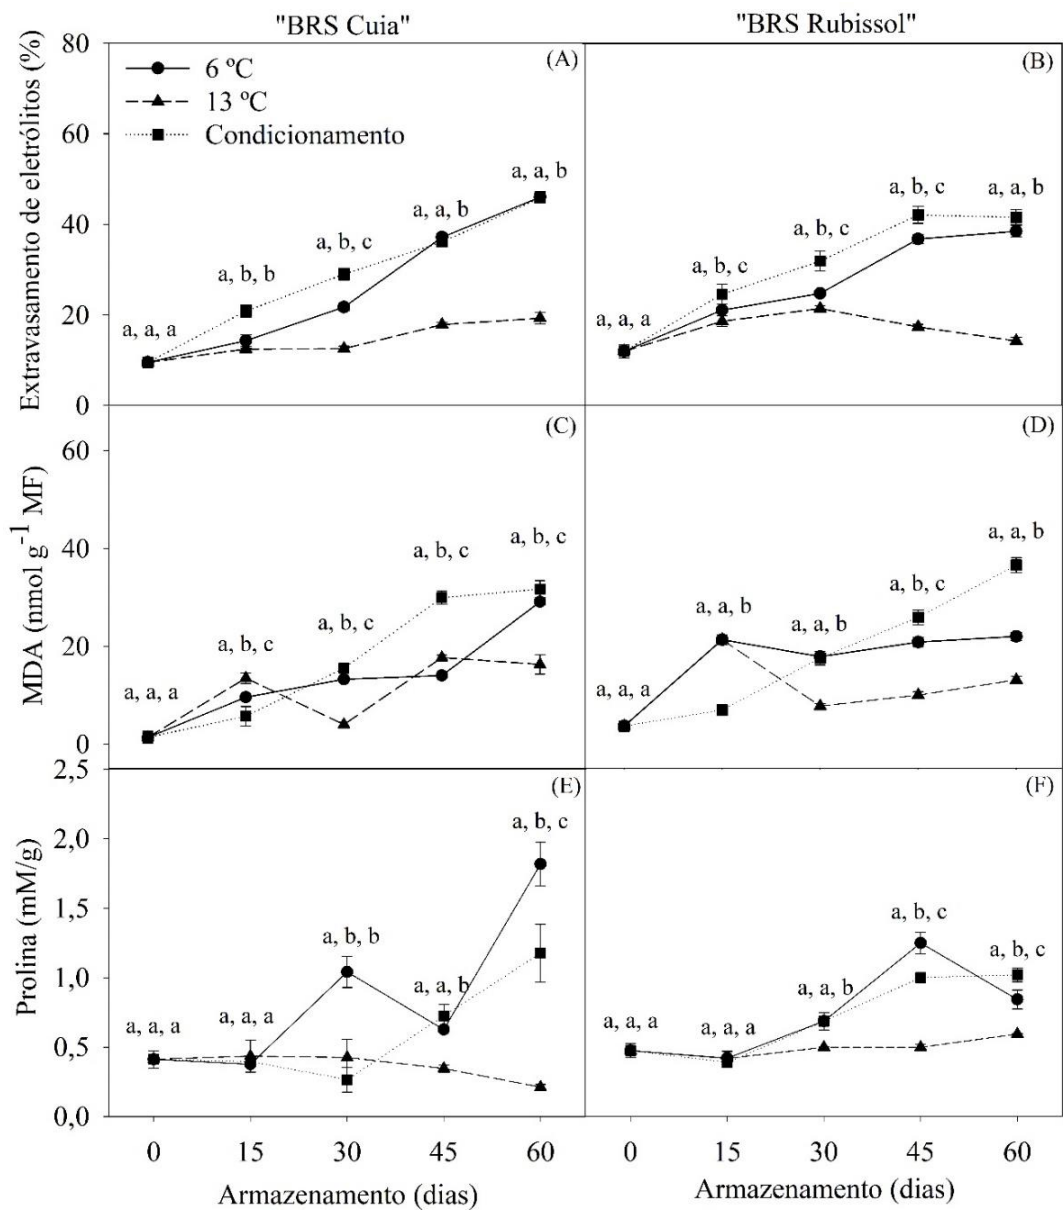 "BRS Cuia"
"BRS Rubissol"
Extravasamento de eletrólitos (%)
80
60
40
20
0
(A)
6 ºC
13 ºC
Condicionamento
a, a, a
a, b, b
a, b, c
a, a, b
a, a, b
(B)
a, a, a
a, b, c
a, b, c
a, b, c
a, a, b
MDA (nmol g⁻¹ MF)
60
40
20
0
(C)
a, a, a
a, b, c
a, b, c
a, b, c
a, b, c
(D)
a, a, a
a, a, b
a, a, b
a, b, c
a, a, b
Prolina (mM/g)
2,5
2,0
1,5
1,0
0,5
0,0
(E)
a, a, a
a, a, a
a, b, b
a, a, b
a, b, c
(F)
a, a, a
a, a, a
a, a, b
a, b, c
a, b, c
0 15 30 45 60
0 15 30 45 60
Armazenamento (dias)
Armazenamento (dias)